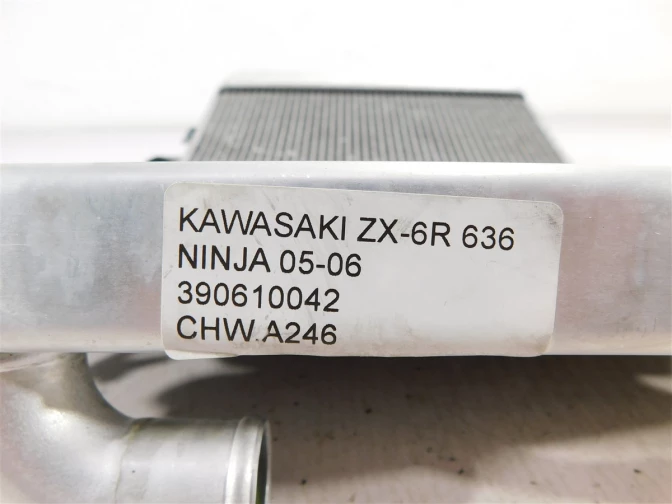 KAWASAKI ZX-6R 636
NINJA 05-06
390610042
CHW.A246